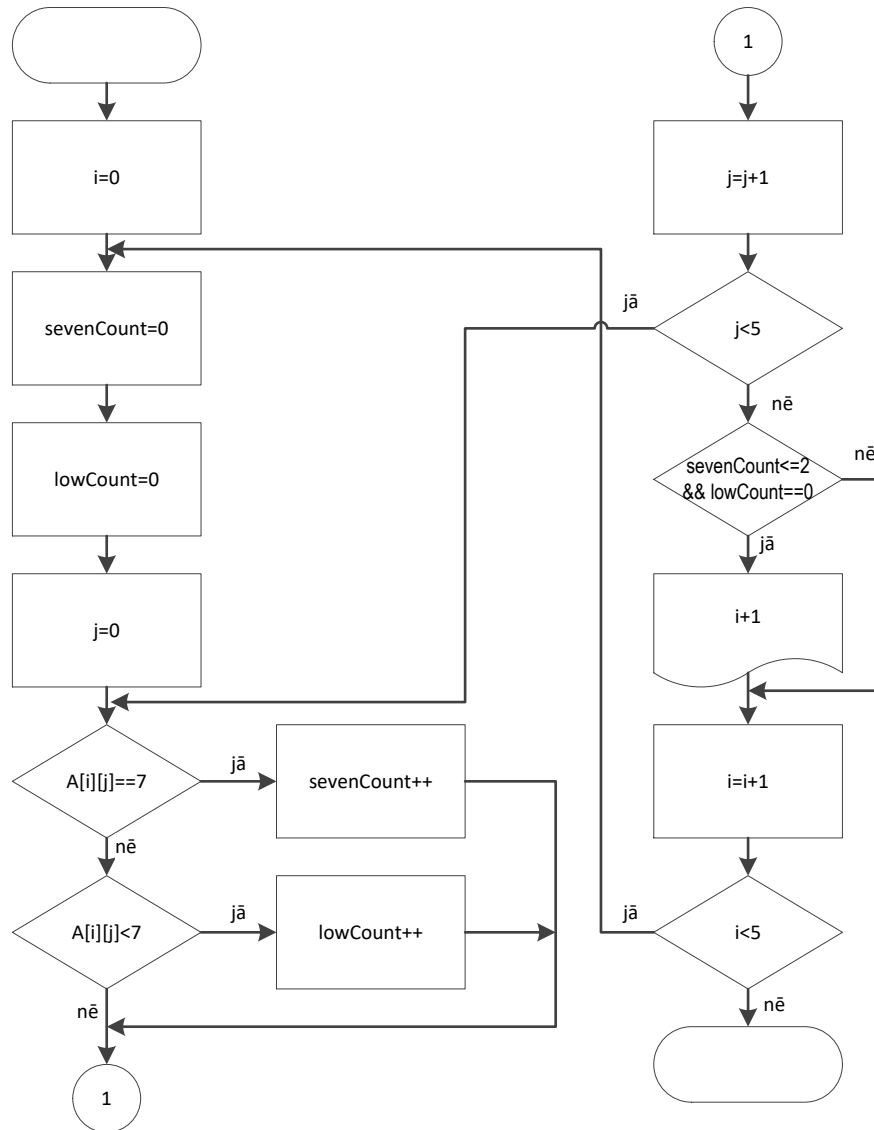 i=0
sevenCount=0
lowCount=0
j=0
A[i][j]==7
jā
sevenCount++
nē
A[i][j]<7
jā
lowCount++
nē
1
1
j=j+1
jā
j<5
nē
sevenCount<=2
&& lowCount==0
nē
jā
i+1
i=i+1
jā
i<5
nē